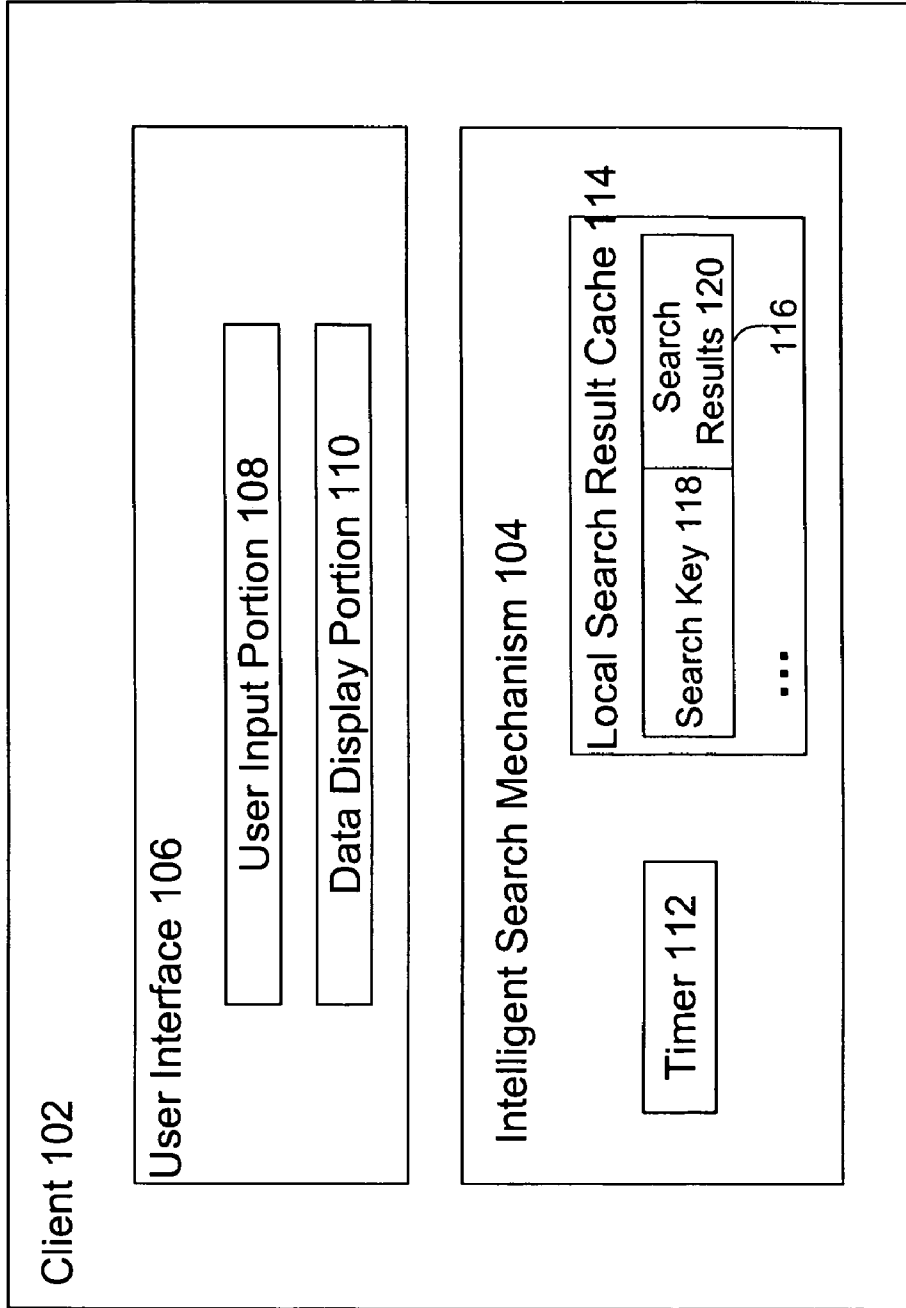 Client 102
User Interface 106
User Input Portion 108
Data Display Portion 110
Intelligent Search Mechanism 104
Timer 112
Local Search Result Cache 114
Search Key 118
Search
Results 120
...
116